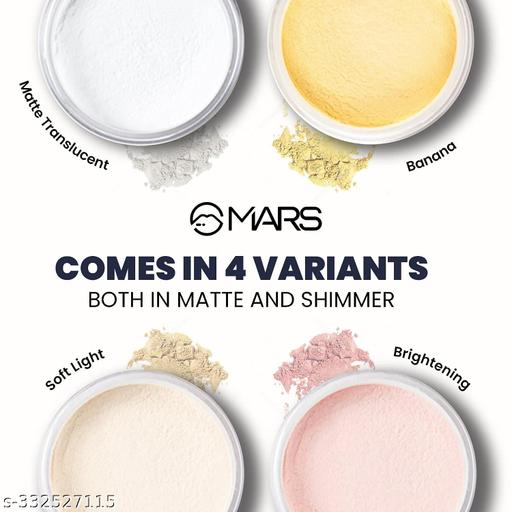 Matte Translucent
Banana
MARS
COMES IN 4 VARIANTS
BOTH IN MATTE AND SHIMMER
Soft Light
Brightening
s-332527115